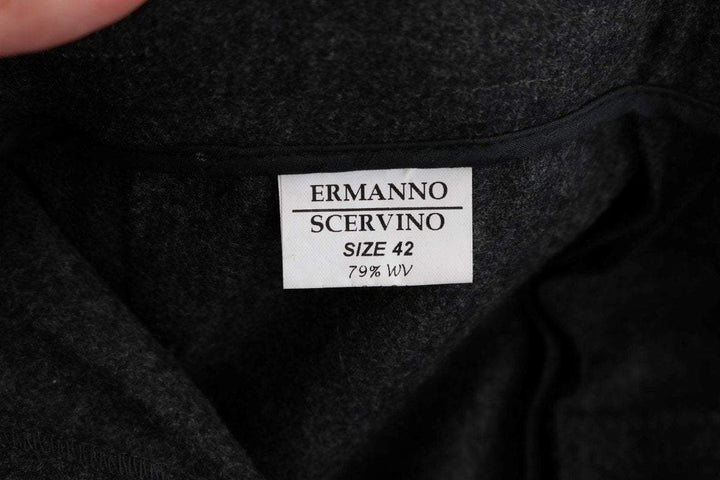 ERMANNO
SCERVINO
SIZE 42
79% WV